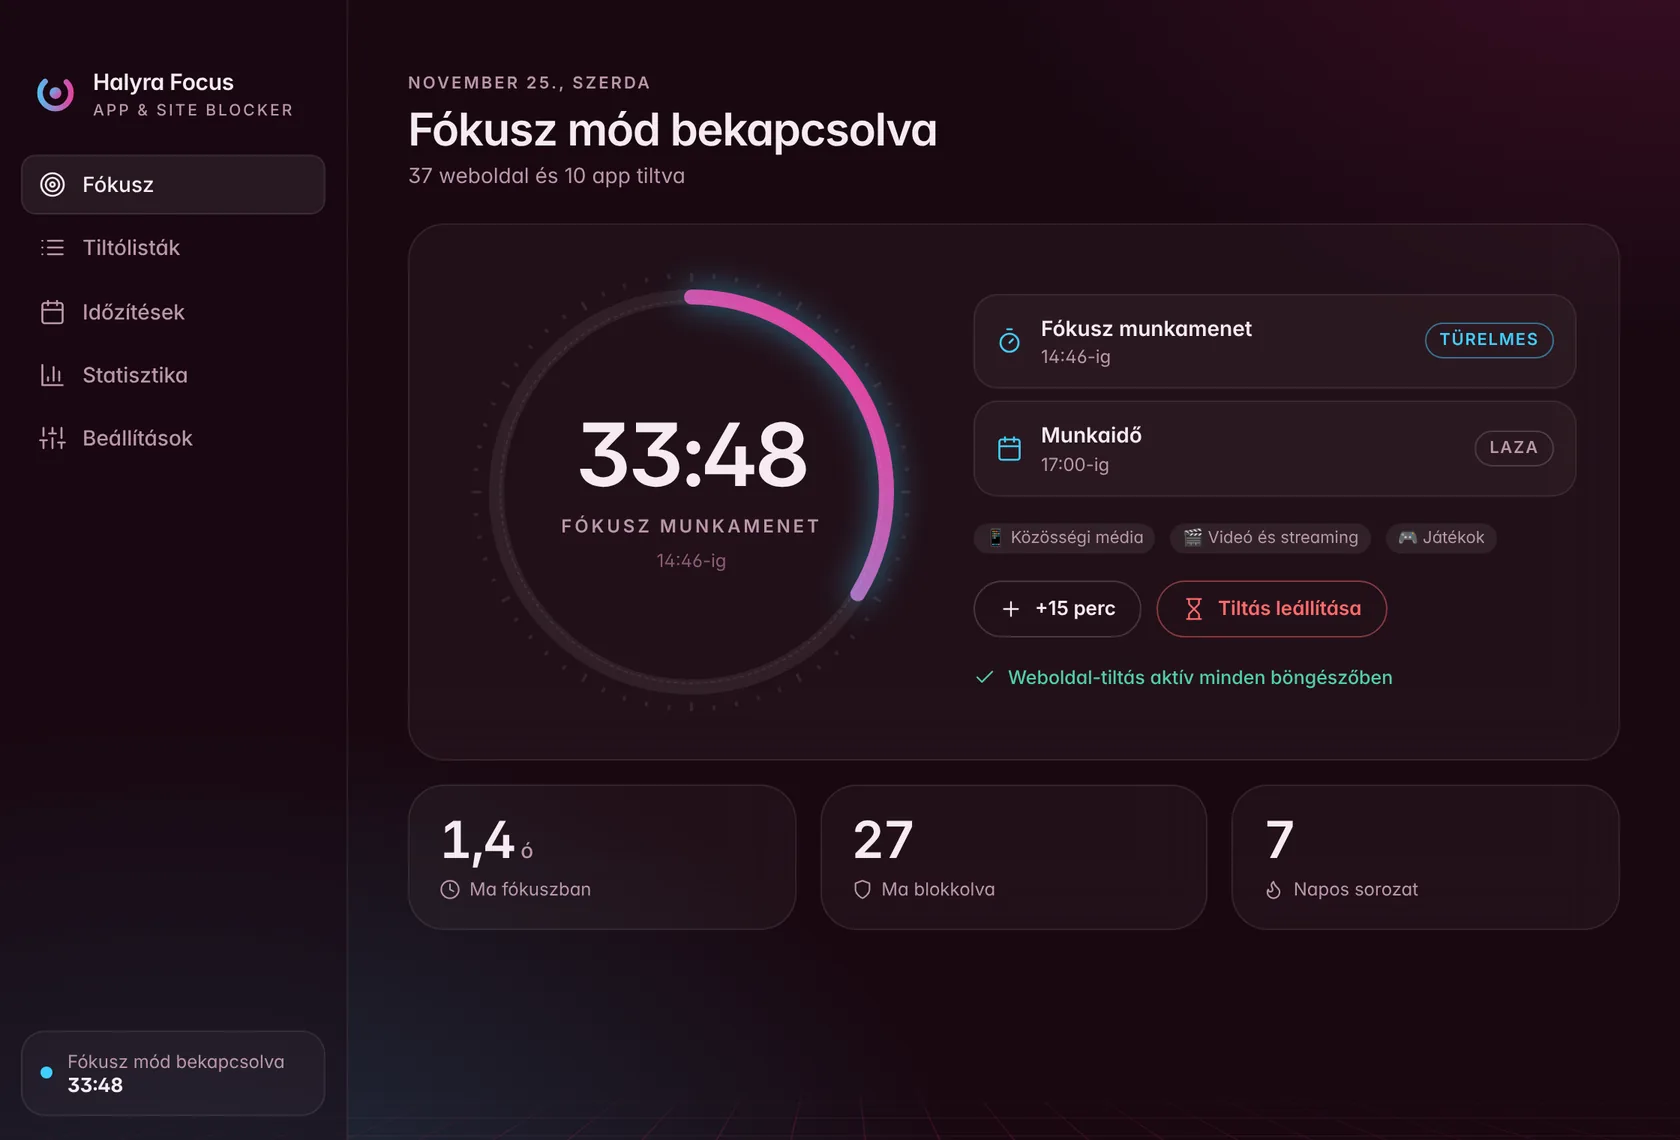 Halyra Focus
APP & SITE BLOCKER
Fókusz
Tiltólisták
Időzítések
Statisztika
Beállítások
Fókusz mód bekapcsolva
33:48
NOVEMBER 25., SZERDA
Fókusz mód bekapcsolva
37 weboldal és 10 app tiltva
33:48
FÓKUSZ MUNKAMENET
14:46-ig
Fókusz munkamenet
14:46-ig
TÜRELMES
Munkaidő
17:00-ig
LAZA
Közösségi média
Videó és streaming
Játékok
+15 perc
Tiltás leállítása
Weboldal-tiltás aktív minden böngészőben
1,4 ó
Ma fókuszban
27
Ma blokkolva
7
Napos sorozat